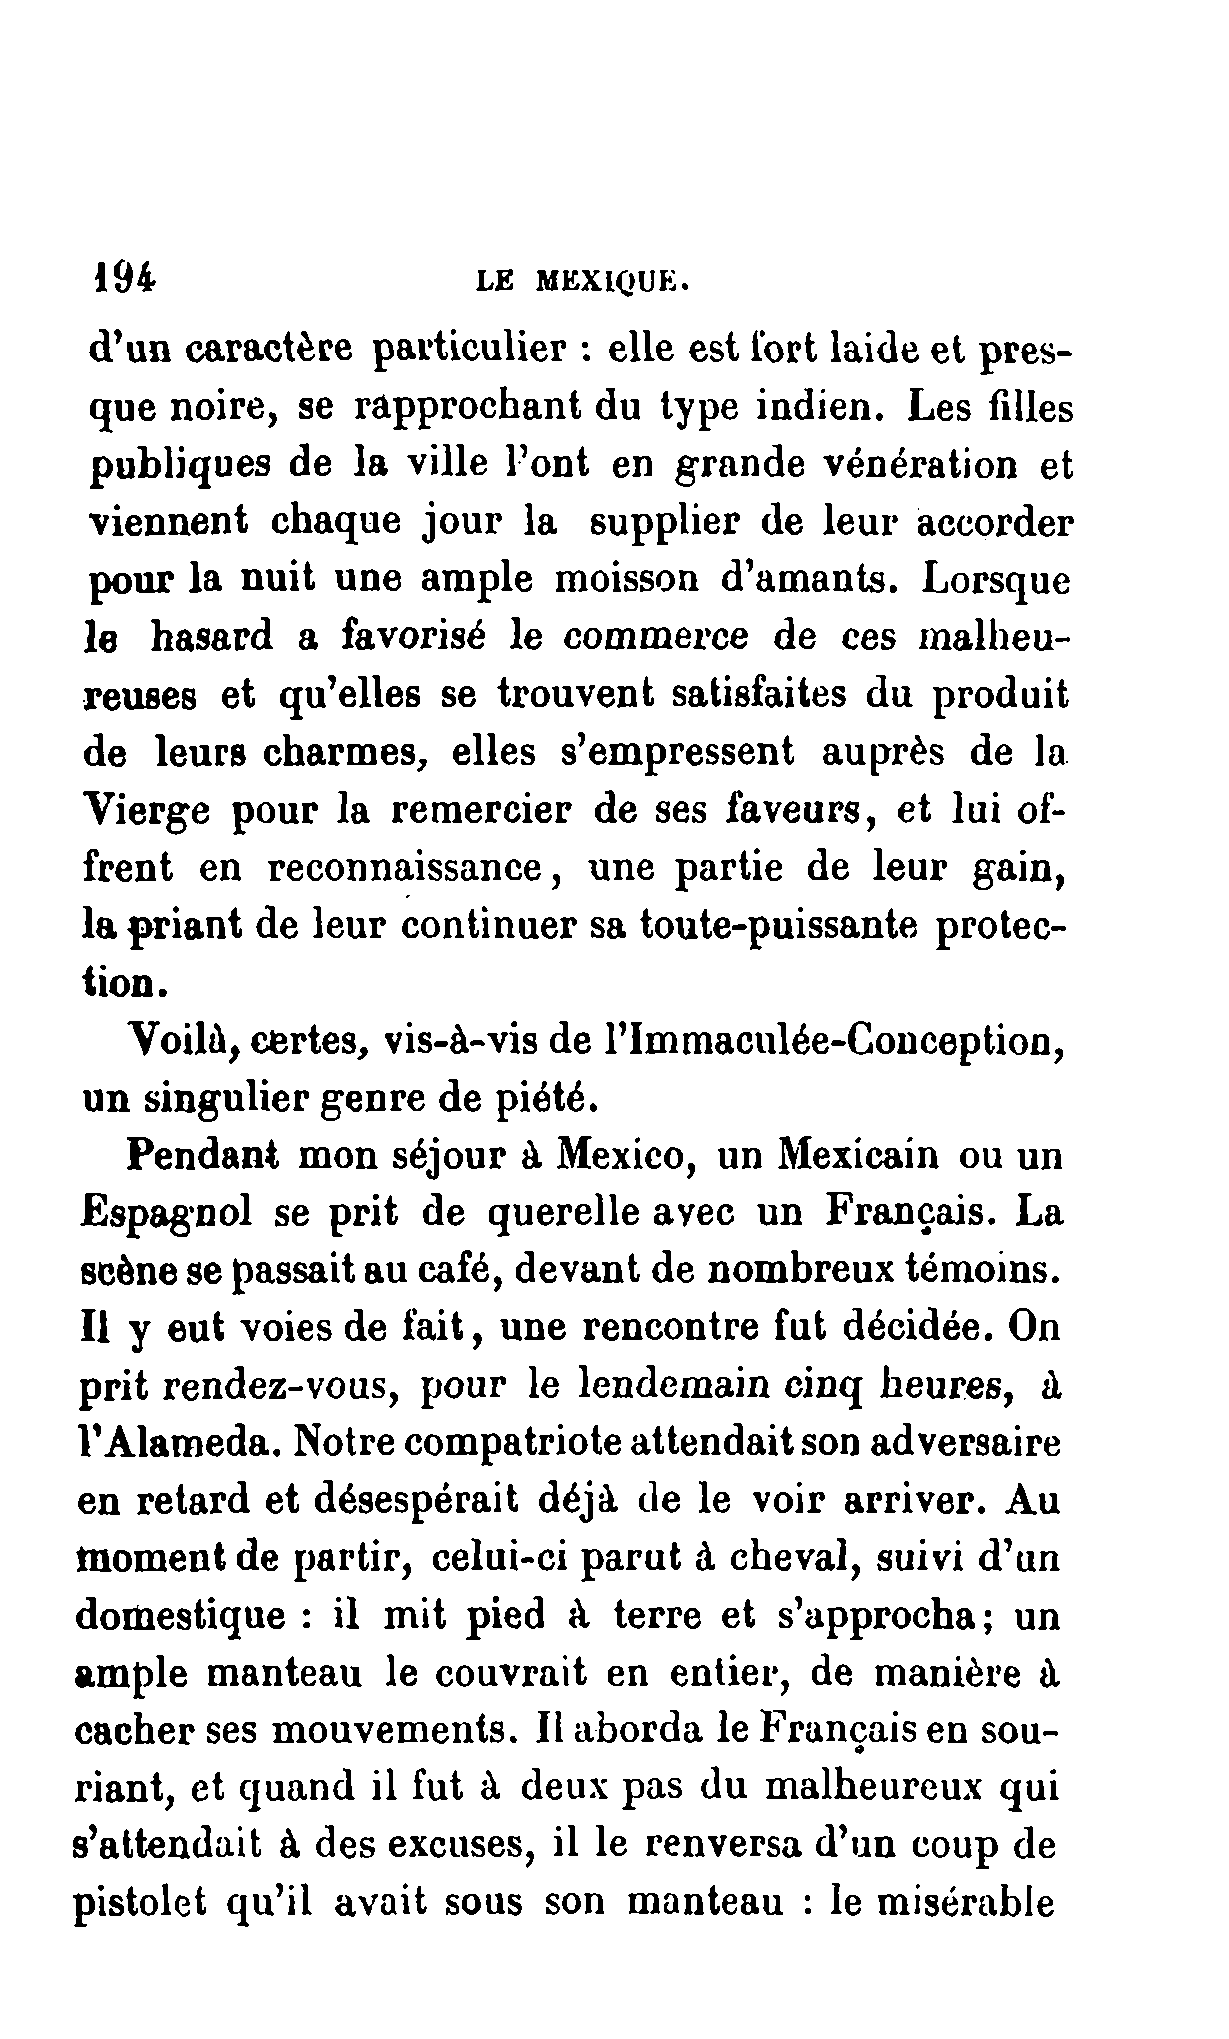 194 LE MEXIQUE.
d'un caractère particulier : elle est fort laide et pres-
que noire, se rapprochant du type indien. Les filles
publiques de la ville l'ont en grande vénération et
viennent chaque jour la supplier de leur accorder
pour la nuit une ample moisson d'amants. Lorsque
le hasard a favorisé le commerce de ces malheu-
reuses et qu'elles se trouvent satisfaites du produit
de leurs charmes, elles s'empressent auprès de la
Vierge pour la remercier de ses faveurs, et lui of-
frent en reconnaissance, une partie de leur gain,
la priant de leur continuer sa toute-puissante protec-
tion.
Voilà, certes, vis-à-vis de l'Immaculée-Conception,
un singulier genre de piété.
Pendant mon séjour à Mexico, un Mexicain ou un
Espagnol se prit de querelle avec un Français. La
scène se passait au café, devant de nombreux témoins.
Il y eut voies de fait, une rencontre fut décidée. On
prit rendez-vous, pour le lendemain cinq heures, à
l'Alameda. Notre compatriote attendait son adversaire
en retard et désespérait déjà de le voir arriver. Au
moment de partir, celui-ci parut à cheval, suivi d'un
domestique : il mit pied à terre et s'approcha; un
ample manteau le couvrait en entier, de manière à
cacher ses mouvements. Il aborda le Français en sou-
riant, et quand il fut à deux pas du malheureux qui
s'attendait à des excuses, il le renversa d'un coup de
pistolet qu'il avait sous son manteau : le misérable